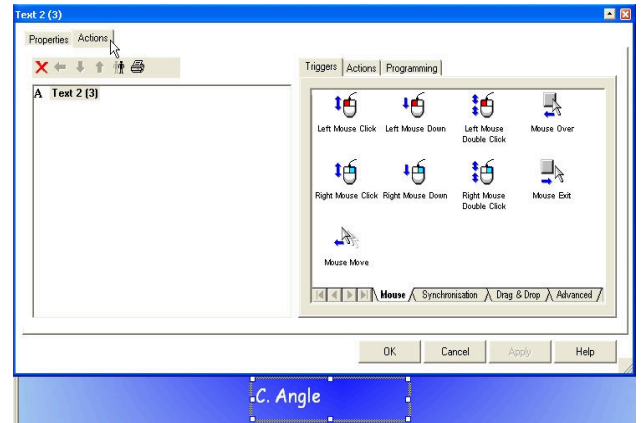 Text 2 (3)
Properties Actions
Triggers Actions Programming
A Text 2 (3)
Left Mouse Click Left Mouse Down Left Mouse Double Click Mouse Over
Right Mouse Click Right Mouse Down Right Mouse Double Click Mouse Exit
Mouse Move
Mouse Synchronisation Drag & Drop Advanced
OK Cancel Apply Help
C. Angle